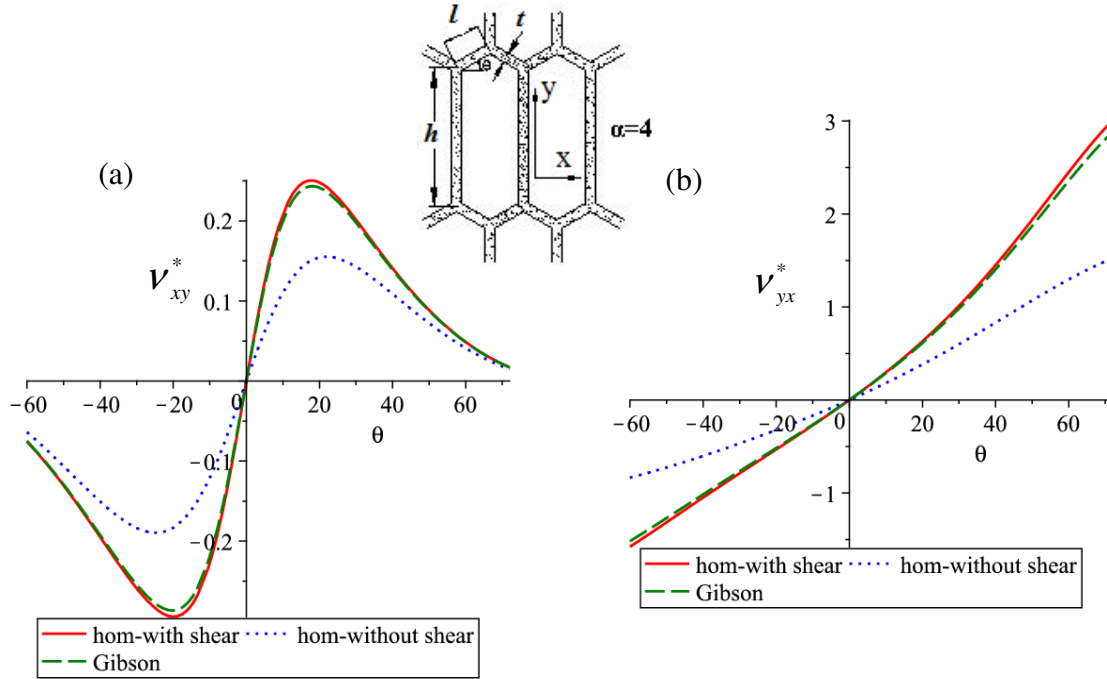 l
t
θ
h
y
x
α=4
(a)
0.2
0.1
ν*xy
−60
−40
−20
0
20
40
60
θ
−0.1
−0.2
hom-with shear
hom-without shear
Gibson
(b)
3
2
1
ν*yx
−60
−40
−20
0
20
40
60
θ
−1
hom-with shear
hom-without shear
Gibson